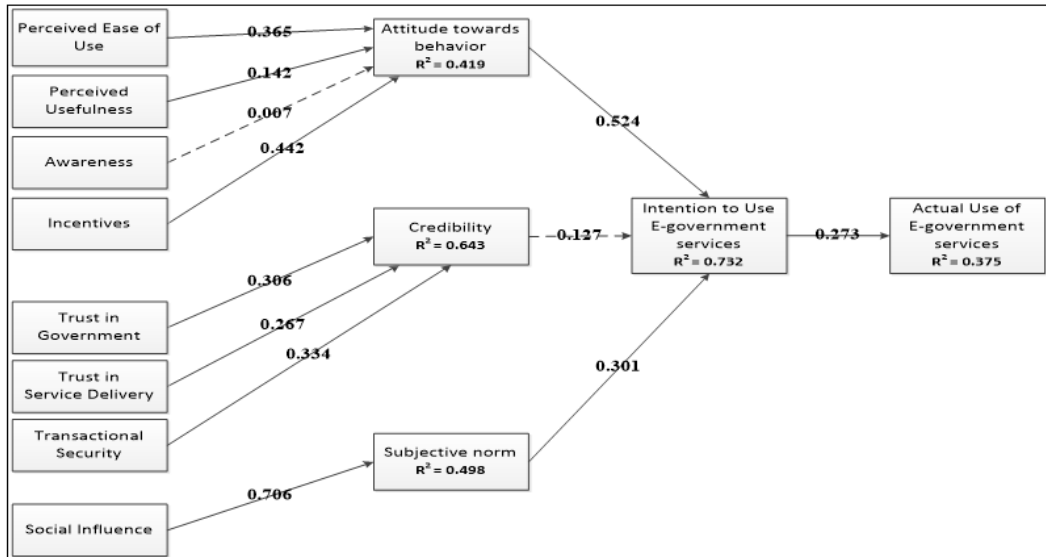 Perceived Ease of
Use
0.365
Attitude towards
behavior
R² = 0.419
Perceived
Usefulness
0.142
Awareness
0.007
Incentives
0.442
0.524
Credibility
R² = 0.643
0.127
Intention to Use
E-government
services
R² = 0.732
0.273
Actual Use of
E-government
services
R² = 0.375
Trust in
Government
0.306
Trust in
Service Delivery
0.267
Transactional
Security
0.334
0.301
Subjective norm
R² = 0.498
0.706
Social Influence